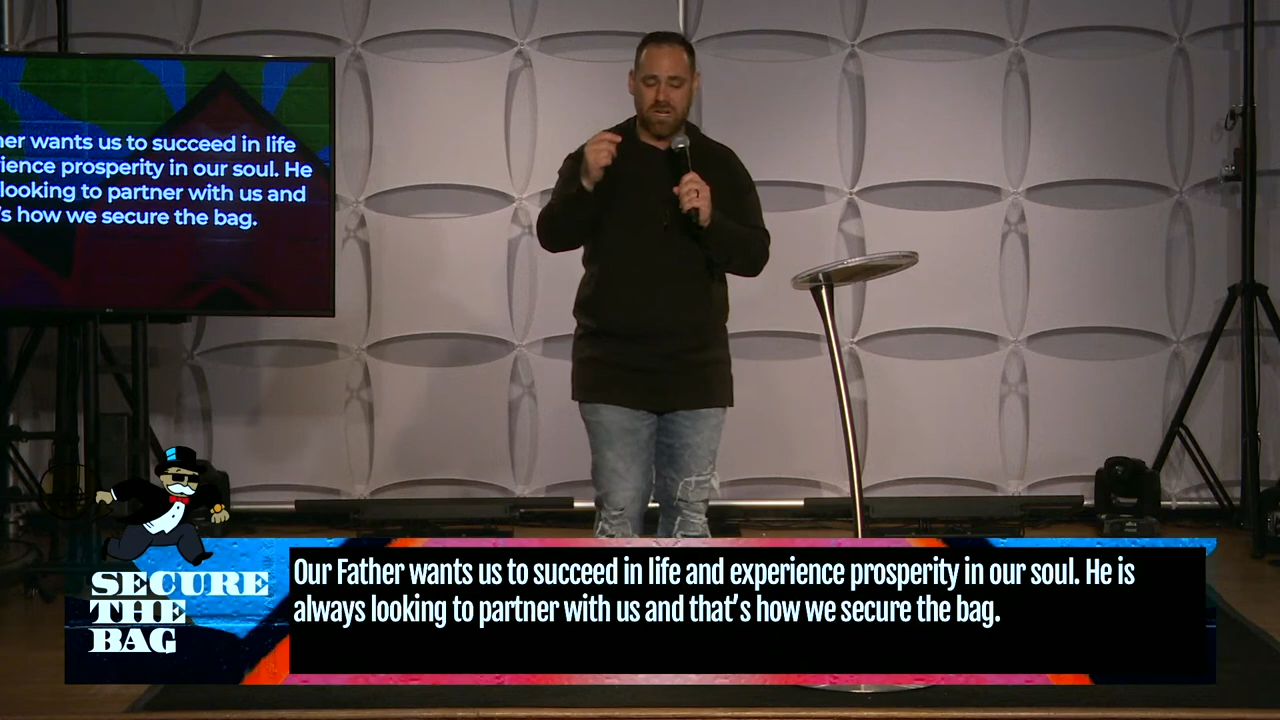 her wants us to succeed in life
ience prosperity in our soul. He
looking to partner with us and
's how we secure the bag.
SECURE
THE
BAG
Our Father wants us to succeed in life and experience prosperity in our soul. He is
always looking to partner with us and that's how we secure the bag.